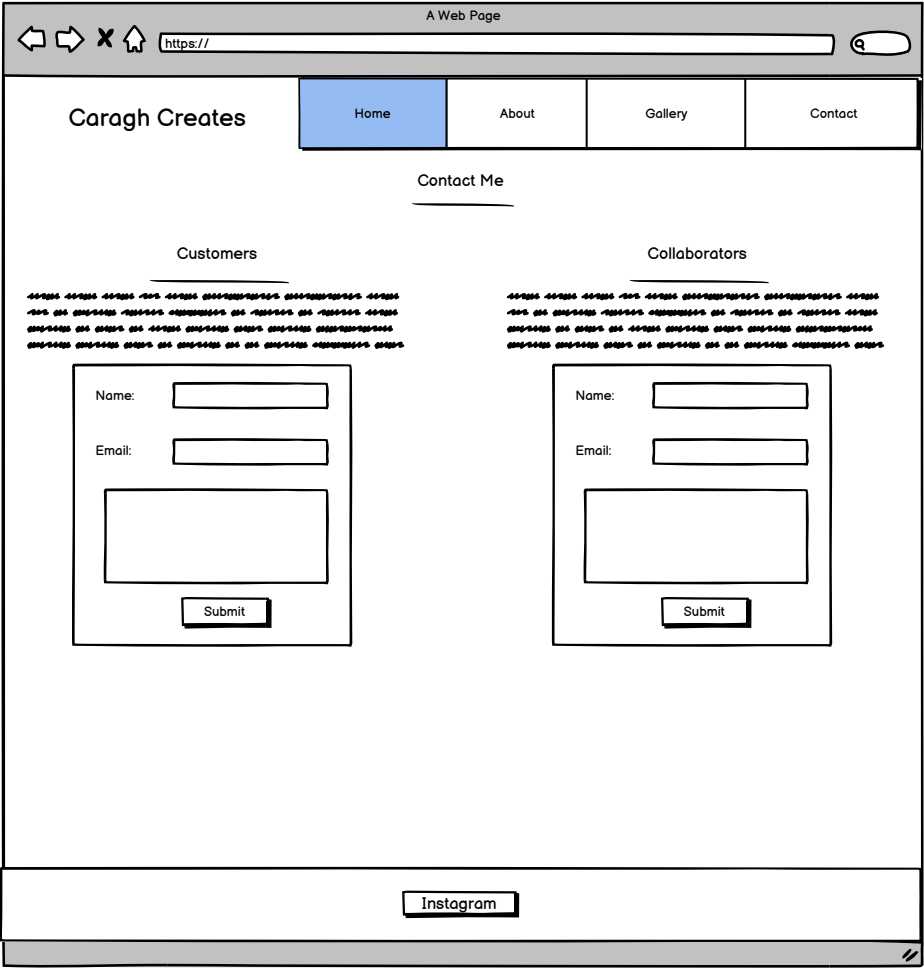 A Web Page
https://
Caragh Creates
Home
About
Gallery
Contact
Contact Me
Customers
Collaborators
Name:
Name:
Email:
Email:
Submit
Submit
Instagram